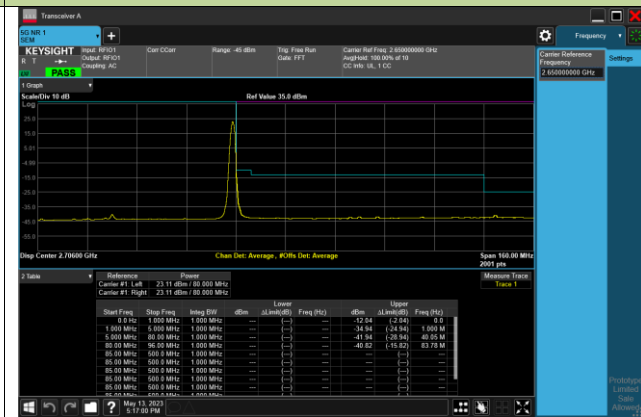 Transceiver A
5G NR 1
SEM
+
Frequency
KEYSIGHT
R T
PASS
Input: RFIO1
Output: RFIO1
Coupling: AC
Corr CCorr
Range: -45 dBm
Trig: Free Run
Gate: FFT
Carrier Ref Freq: 2.650000000 GHz
Avg|Hold: 100.00% of 10
CC Info: UL, 1 CC
Carrier Reference
Frequency
2.650000000 GHz
Settings
1 Graph
Scale/Div 10 dB
Ref Value 35.0 dBm
Log
25.0
15.0
-15.0
-25.0
-35.0
-45.0
-55.0
Disp Center 2.70600 GHz
Chan Det: Average, #Offs Det: Average
Span 160.00 MHz
2001 pts
2 Table
Reference Power
Carrier #1: Left 23.11 dBm / 80.000 MHz
Carrier #1: Right 23.11 dBm / 80.000 MHz
Measure Trace
Trace 1
Lower Upper
Start Freq Stop Freq Integ BW dBm ΔLimit(dB) Freq (Hz) dBm ΔLimit(dB) Freq (Hz)
0.0 Hz 1.000 MHz 1.000 MHz --- (---) --- -12.04 (-2.04) 0.0
1.000 MHz 5.000 MHz 1.000 MHz --- (---) --- -34.94 (-24.94) 1.000 M
5.000 MHz 80.00 MHz 1.000 MHz --- (---) --- -41.94 (-28.94) 40.05 M
80.00 MHz 96.00 MHz 1.000 MHz --- (---) --- -40.82 (-15.82) 83.78 M
85.00 MHz 500.0 MHz 1.000 MHz --- (---) --- --- (---) ---
85.00 MHz 500.0 MHz 1.000 MHz --- (---) --- --- (---) ---
85.00 MHz 500.0 MHz 1.000 MHz --- (---) --- --- (---) ---
85.00 MHz 500.0 MHz 1.000 MHz --- (---) --- --- (---) ---
85.00 MHz 500.0 MHz 1.000 MHz --- (---) --- --- (---) ---
Prototype
Limited
Sale
Allowed
?
May 13, 2023
5:17:00 PM